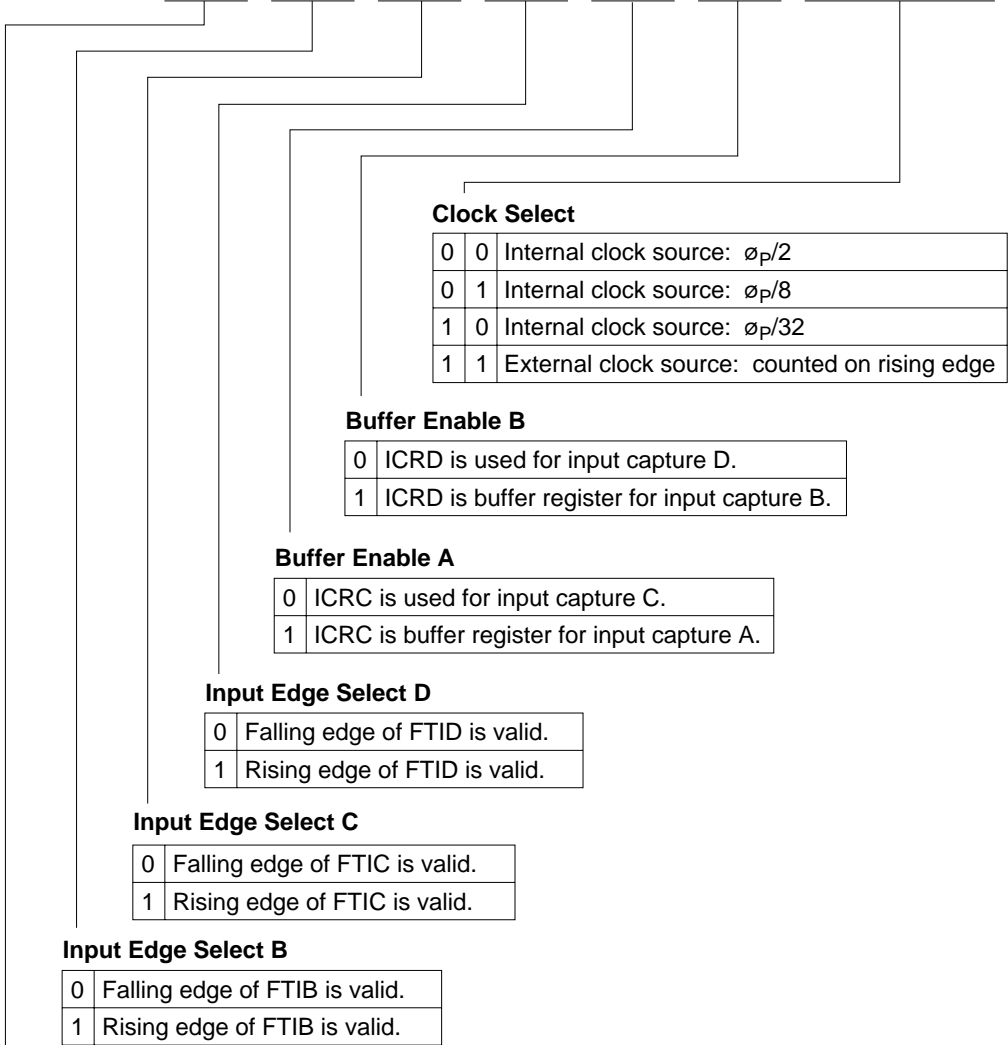 Clock Select
0 0 Internal clock source: øP/2
0 1 Internal clock source: øP/8
1 0 Internal clock source: øP/32
1 1 External clock source: counted on rising edge
Buffer Enable B
0 ICRD is used for input capture D.
1 ICRD is buffer register for input capture B.
Buffer Enable A
0 ICRC is used for input capture C.
1 ICRC is buffer register for input capture A.
Input Edge Select D
0 Falling edge of FTID is valid.
1 Rising edge of FTID is valid.
Input Edge Select C
0 Falling edge of FTIC is valid.
1 Rising edge of FTIC is valid.
Input Edge Select B
0 Falling edge of FTIB is valid.
1 Rising edge of FTIB is valid.